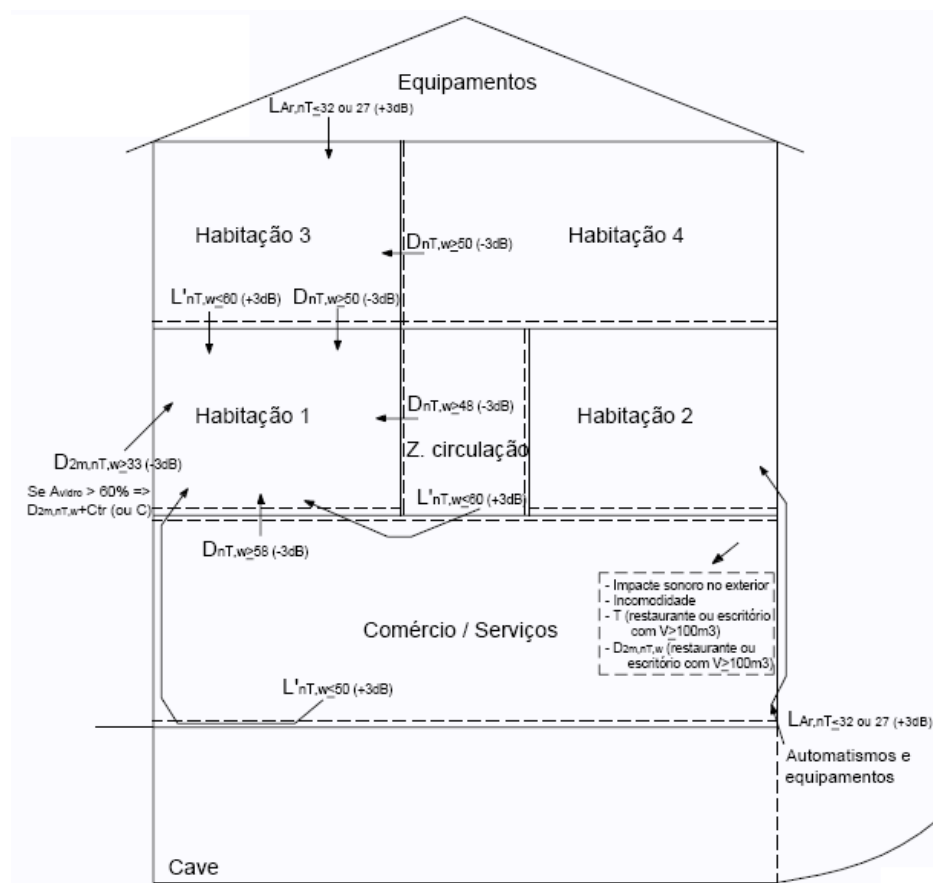 Equipamentos
LAr,nT≤32 ou 27 (+3dB)
Habitação 3
Habitação 4
DnT,w≥50 (-3dB)
L'nT,w≤60 (+3dB)
DnT,w≥50 (-3dB)
Habitação 1
DnT,w≥48 (-3dB)
Habitação 2
Z. circulação
D2m,nT,w≥33 (-3dB)
Se Avidro > 60% =>
D2m,nT,w+Ctr (ou C)
L'nT,w≤60 (+3dB)
DnT,w≥58 (-3dB)
- Impacte sonoro no exterior
- Incomodidade
- T (restaurante ou escritório
com V≥100m3)
- D2m,nT,w (restaurante ou
escritório com V≥100m3)
Comércio / Serviços
L'nT,w≤50 (+3dB)
LAr,nT≤32 ou 27 (+3dB)
Automatismos e
equipamentos
Cave